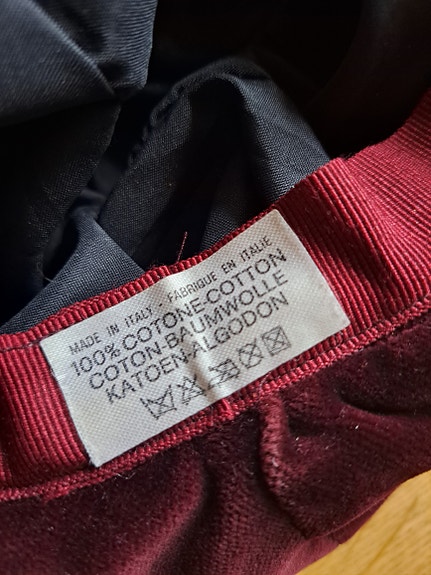 MADE IN ITALY - FABRIQUE EN ITALIE
100% COTONE-COTTON
COTON-BAUMWOLLE
KATOEN-ALGODON